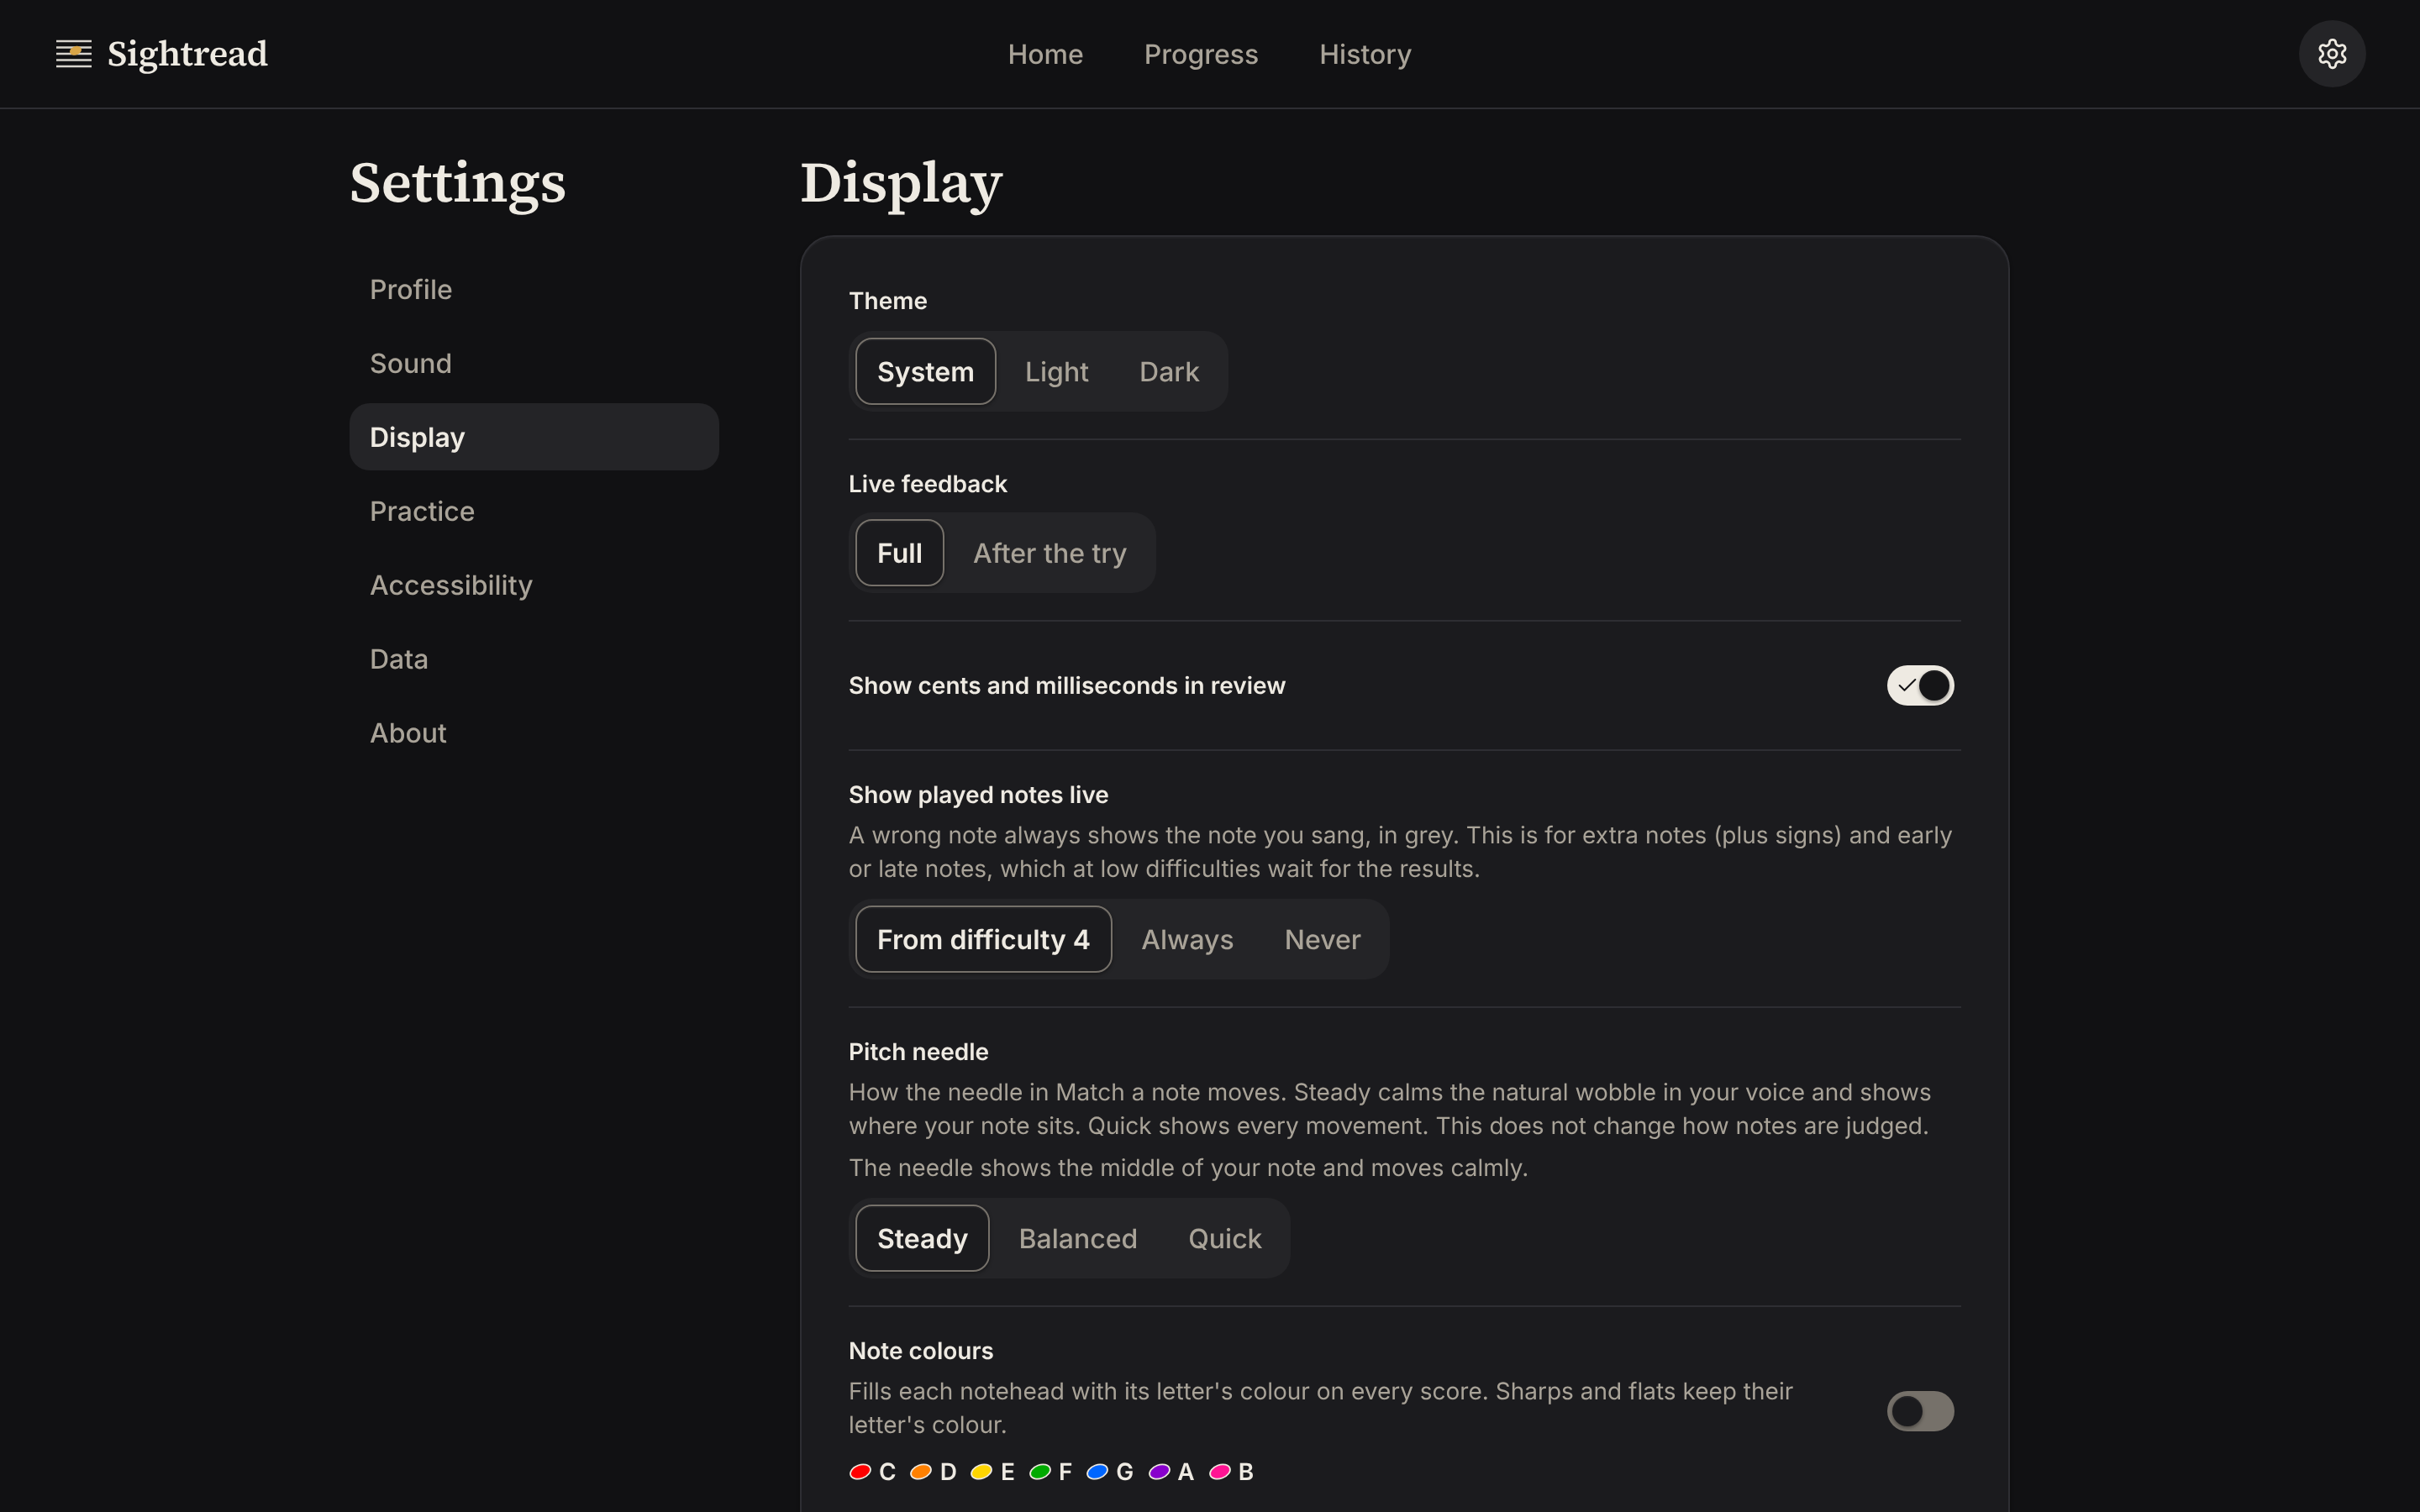 Sightread
Home
Progress
History
Settings
Profile
Sound
Display
Practice
Accessibility
Data
About
Display
Theme
System
Light
Dark
Live feedback
Full
After the try
Show cents and milliseconds in review
Show played notes live
A wrong note always shows the note you sang, in grey. This is for extra notes (plus signs) and early
or late notes, which at low difficulties wait for the results.
From difficulty 4
Always
Never
Pitch needle
How the needle in Match a note moves. Steady calms the natural wobble in your voice and shows
where your note sits. Quick shows every movement. This does not change how notes are judged.
The needle shows the middle of your note and moves calmly.
Steady
Balanced
Quick
Note colours
Fills each notehead with its letter's colour on every score. Sharps and flats keep their
letter's colour.
C D E F G A B